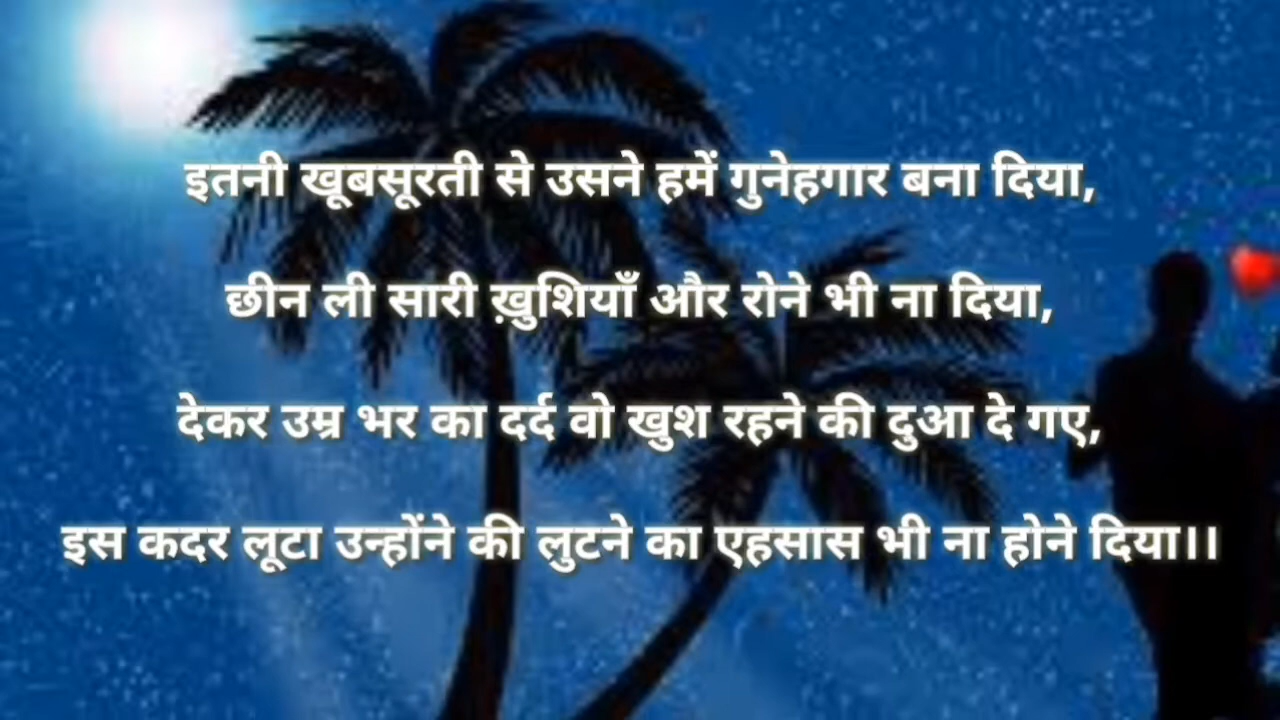 इतनी खूबसूरती से उसने हमें गुनेहगार बना दिया,
छीन ली सारी ख़ुशियाँ और रोने भी ना दिया,
देकर उम्र भर का दर्द वो खुश रहने की दुआ दे गए,
इस कदर लूटा उन्होंने की लुटने का एहसास भी ना होने दिया।।